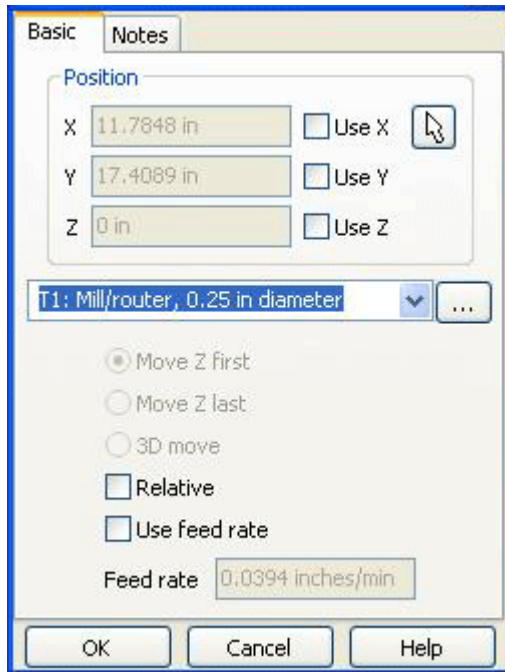 Basic Notes
Position
X 11.7848 in Use X
Y 17.4089 in Use Y
Z 0 in Use Z
T1: Mill/router, 0.25 in diameter ...
Move Z first
Move Z last
3D move
Relative
Use feed rate
Feed rate 0.0394 inches/min
OK Cancel Help